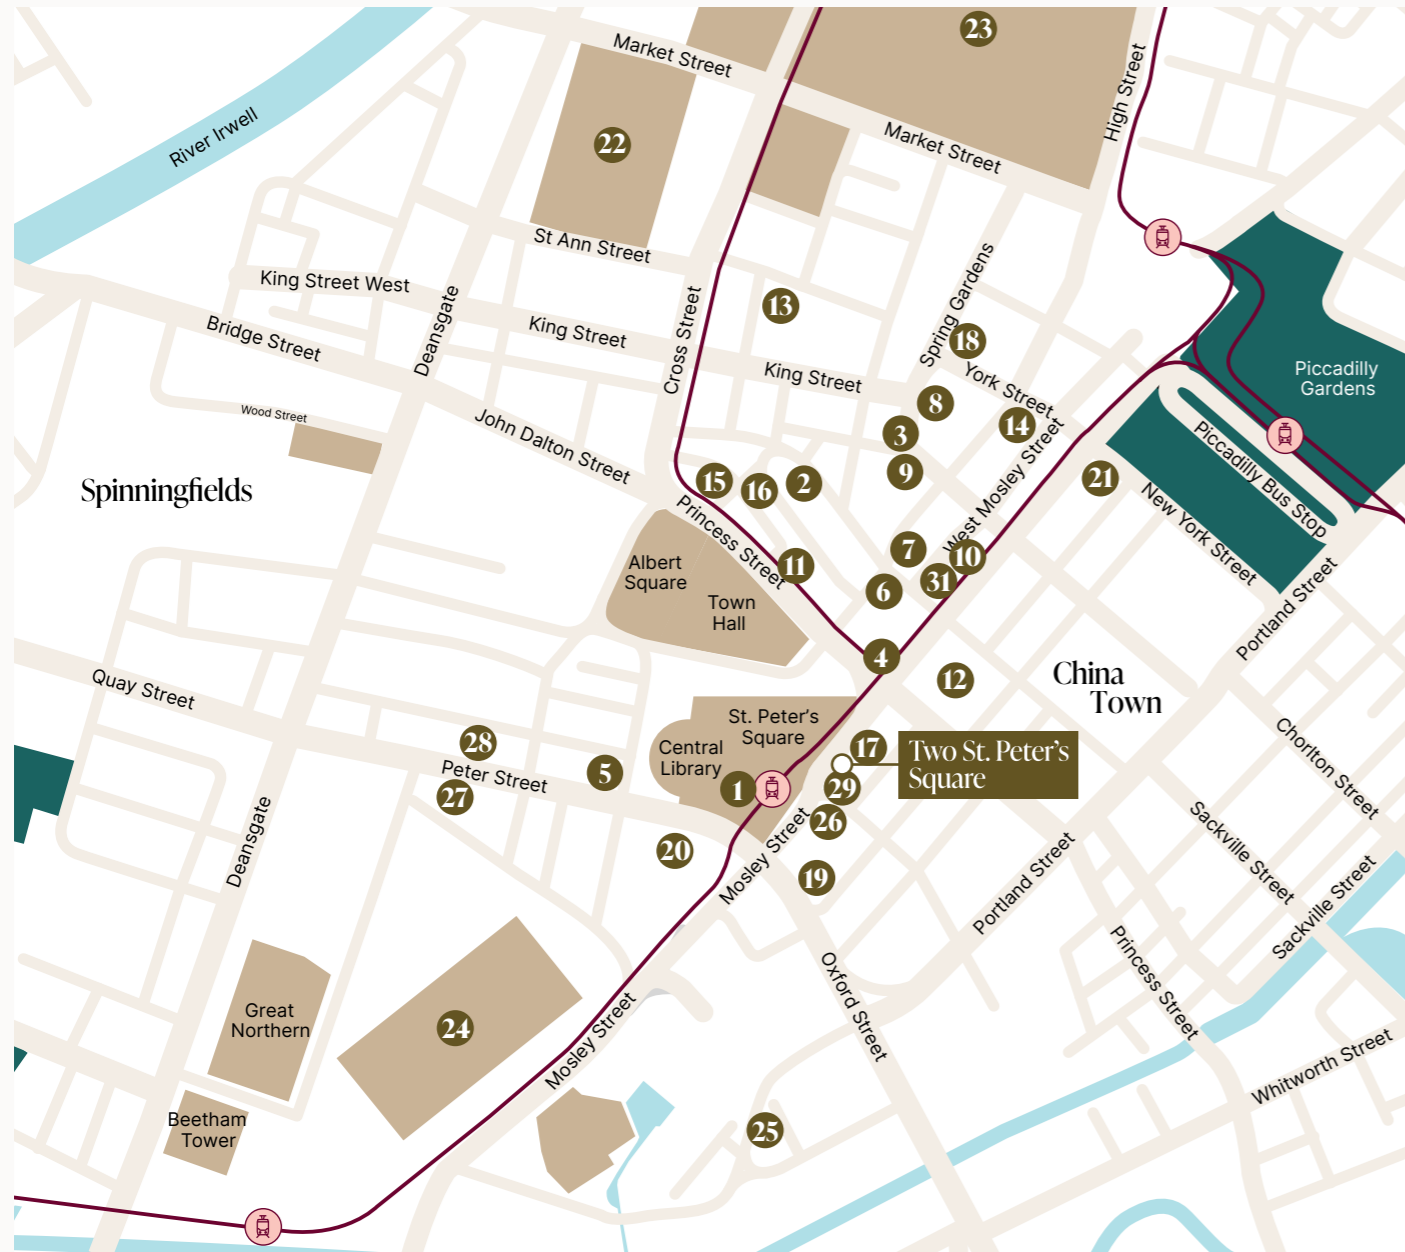 23
Market Street
High Street
22
River Irwell
Market Street
St Ann Street
King Street West
Deansgate
Cross Street
13
Spring Gardens
18
Bridge Street
King Street
King Street
York Street
Piccadilly
Gardens
8
Wood Street
John Dalton Street
3
14
West Mosley Street
Piccadilly Bus Stop
Spinningfields
15
16
2
9
21
New York Street
Princess Street
Albert
Square
11
7
10
6
31
Town
Hall
Portland Street
4
12
China
Town
Quay Street
St. Peter's
Square
28
Central
Library
17
Two St. Peter's
Square
Peter Street
5
1
29
27
26
Chorlton Street
Deansgate
20
Mosley Street
19
Sackville Street
Portland Street
Sackville Street
Oxford Street
Princess Street
Great
Northern
24
Mosley Street
Whitworth Street
Beetham
Tower
25